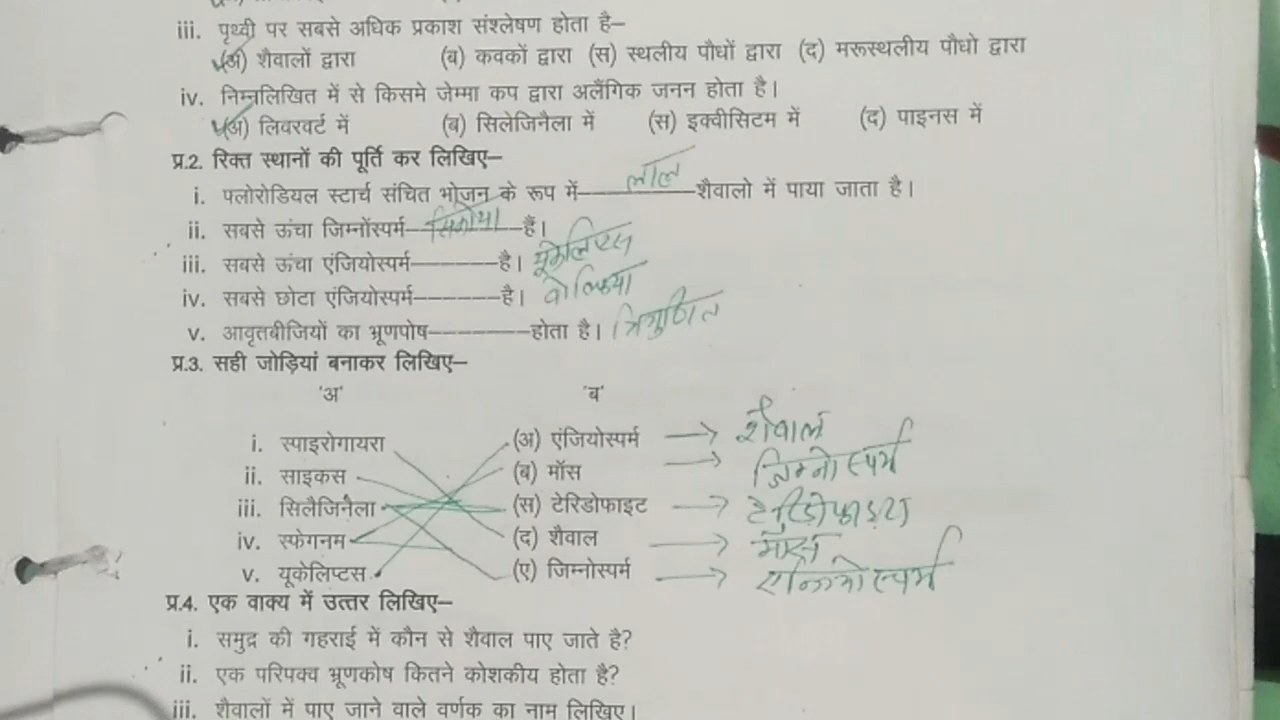 iii. पृथ्वी पर सबसे अधिक प्रकाश संश्लेषण होता है–
(अ) शैवालों द्वारा (ब) कवकों द्वारा (स) स्थलीय पौधों द्वारा (द) मरूस्थलीय पौधो द्वारा
iv. निम्नलिखित में से किसमे जेम्मा कप द्वारा अलैंगिक जनन होता है।
(अ) लिवरवर्ट में (ब) सिलेजिनैला में (स) इक्वीसिटम में (द) पाइनस में
प्र.2. रिक्त स्थानों की पूर्ति कर लिखिए–
i. फ्लोरोडियल स्टार्च संचित भोजन के रूप में लाल शैवालो में पाया जाता है।
ii. सबसे ऊंचा जिम्नोंस्पर्म सिकोया हैं।
iii. सबसे ऊंचा एंजियोस्पर्म———है। यूकेलिप्टस
iv. सबसे छोटा एंजियोस्पर्म———है। वोल्फिया
v. आवृतबीजियों का भ्रूणपोष———होता है। त्रिगुणित
प्र.3. सही जोड़ियां बनाकर लिखिए–
'अ' 'ब'
i. स्पाइरोगायरा (अ) एंजियोस्पर्म → शैवाल
ii. साइकस (ब) मॉस → जिम्नोस्पर्म
iii. सिलैजिनैला (स) टेरिडोफाइट → टेरिडोफाइटा
iv. स्फेगनम (द) शैवाल → मॉस
v. यूकेलिप्टस (ए) जिम्नोस्पर्म → एन्जियोस्पर्म
प्र.4. एक वाक्य में उत्तर लिखिए–
i. समुद्र की गहराई में कौन से शैवाल पाए जाते है?
ii. एक परिपक्व भ्रूणकोष कितने कोशकीय होता है?
iii. शैवालों में पाए जाने वाले वर्णक का नाम लिखिए।